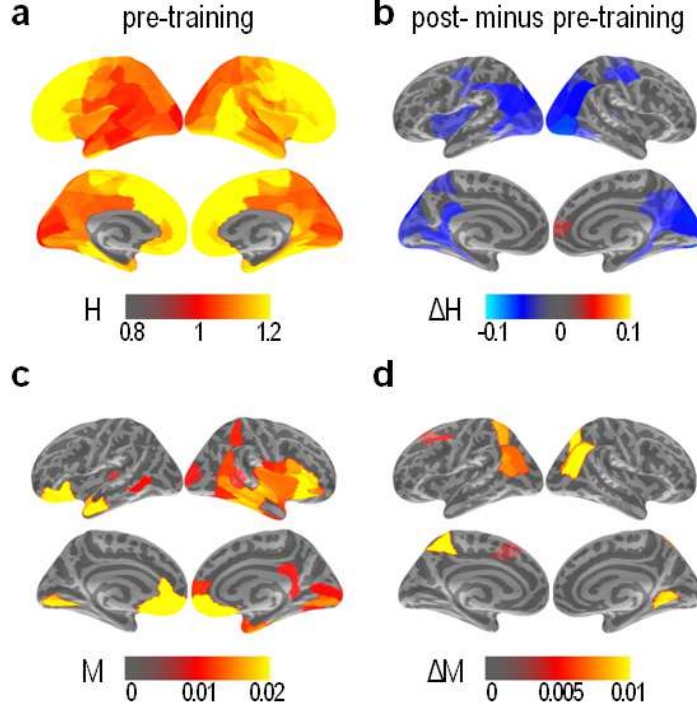 a pre-training
b post- minus pre-training
H 0.8 1 1.2
ΔH -0.1 0 0.1
c
d
M 0 0.01 0.02
ΔM 0 0.005 0.01